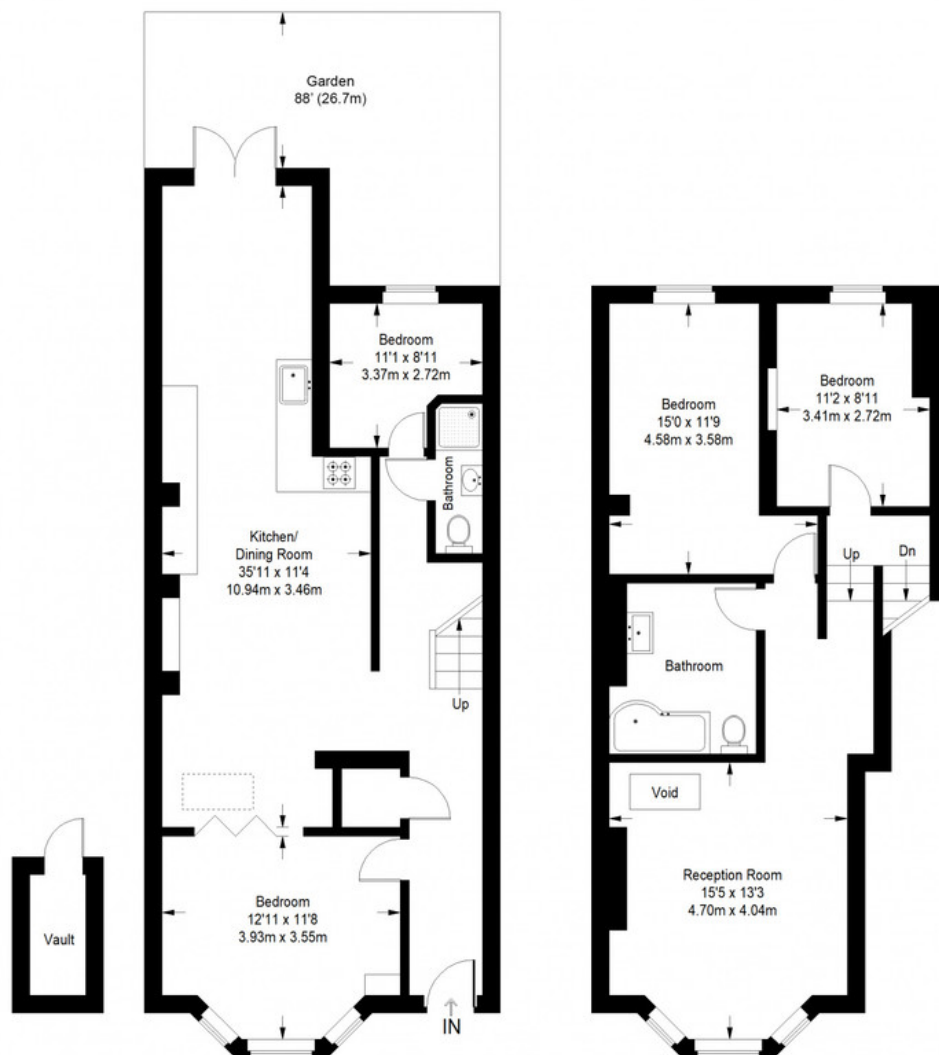 Garden
88' (26.7m)
Bedroom
11'1 x 8'11
3.37m x 2.72m
Bathroom
Kitchen/
Dining Room
35'11 x 11'4
10.94m x 3.46m
Up
Bedroom
12'11 x 11'8
3.93m x 3.55m
IN
Vault
Bedroom
15'0 x 11'9
4.58m x 3.58m
Bedroom
11'2 x 8'11
3.41m x 2.72m
Up
Dn
Bathroom
Void
Reception Room
15'5 x 13'3
4.70m x 4.04m